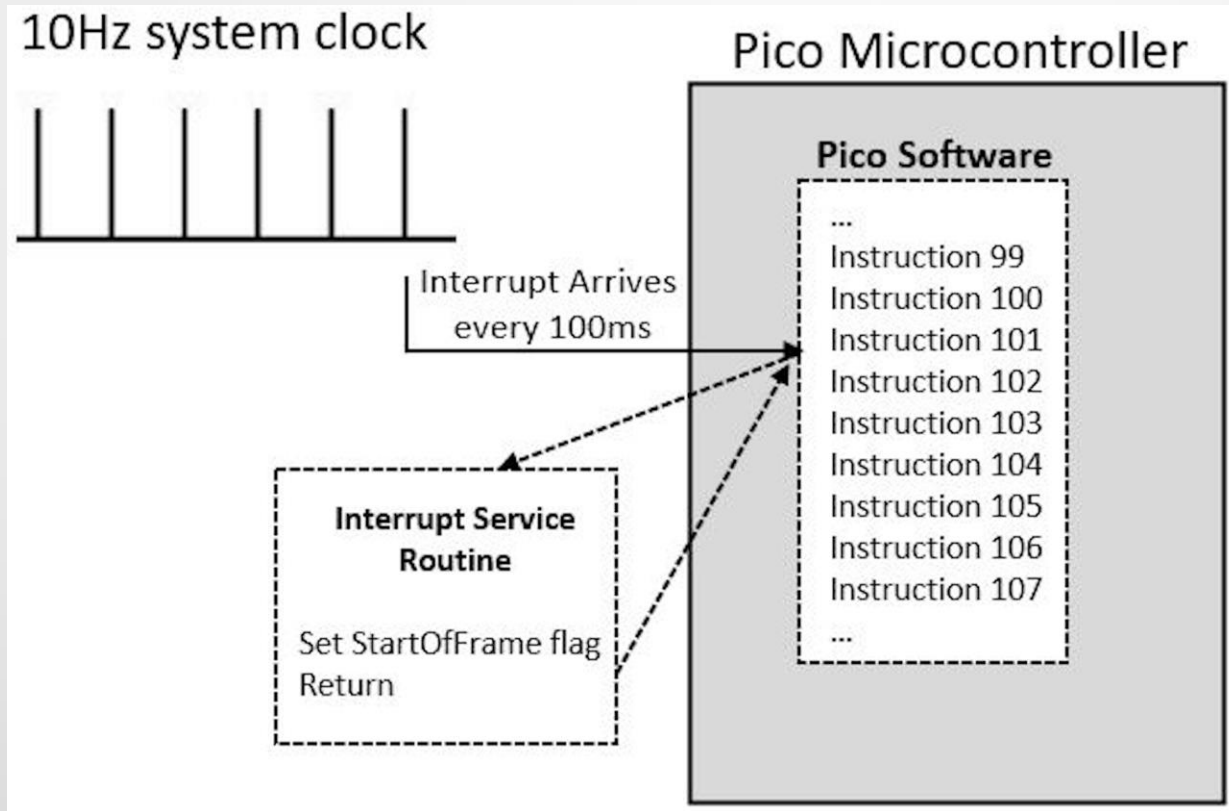 10Hz system clock
Pico Microcontroller
Pico Software
...
Instruction 99
Instruction 100
Instruction 101
Instruction 102
Instruction 103
Instruction 104
Instruction 105
Instruction 106
Instruction 107
...
Interrupt Arrives
every 100ms
Interrupt Service
Routine
Set StartOfFrame flag
Return